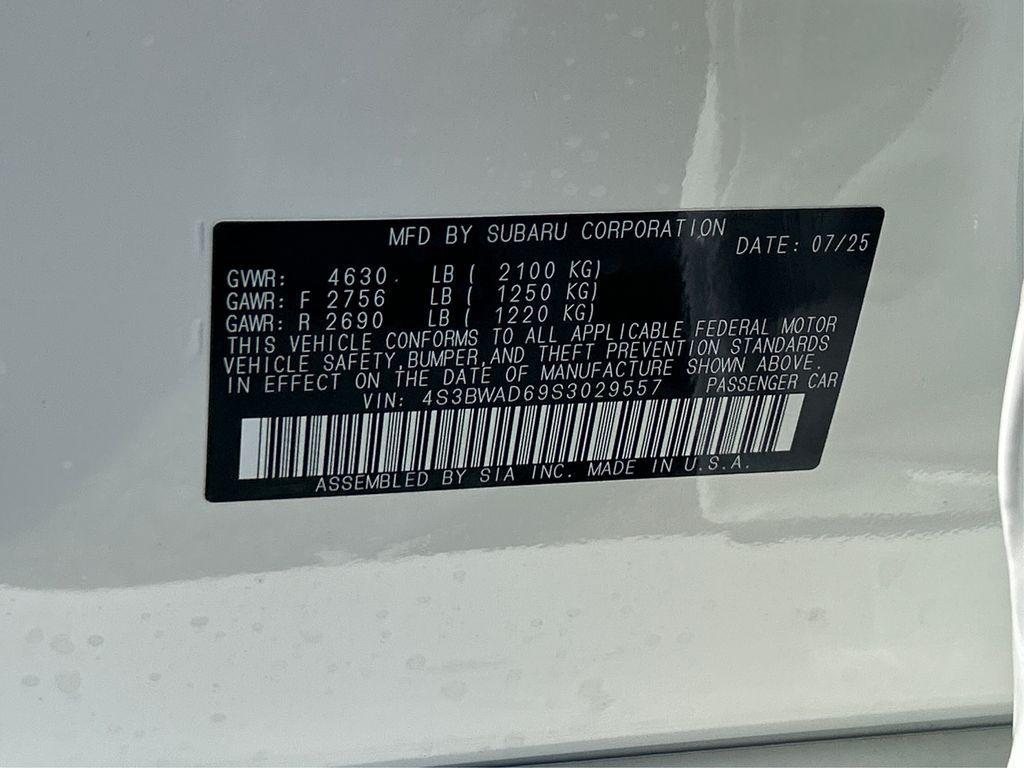 MFD BY SUBARU CORPORATION DATE: 07/25
GVWR: 4630 LB ( 2100 KG)
GAWR: F 2756 LB ( 1250 KG)
GAWR: R 2690 LB ( 1220 KG)
THIS VEHICLE CONFORMS TO ALL APPLICABLE FEDERAL MOTOR
VEHICLE SAFETY,BUMPER,AND THEFT PREVENTION STANDARDS
IN EFFECT ON THE DATE OF MANUFACTURE SHOWN ABOVE.
VIN: 4S3BWAD69S3029557 PASSENGER CAR
ASSEMBLED BY SIA INC. MADE IN U.S.A.